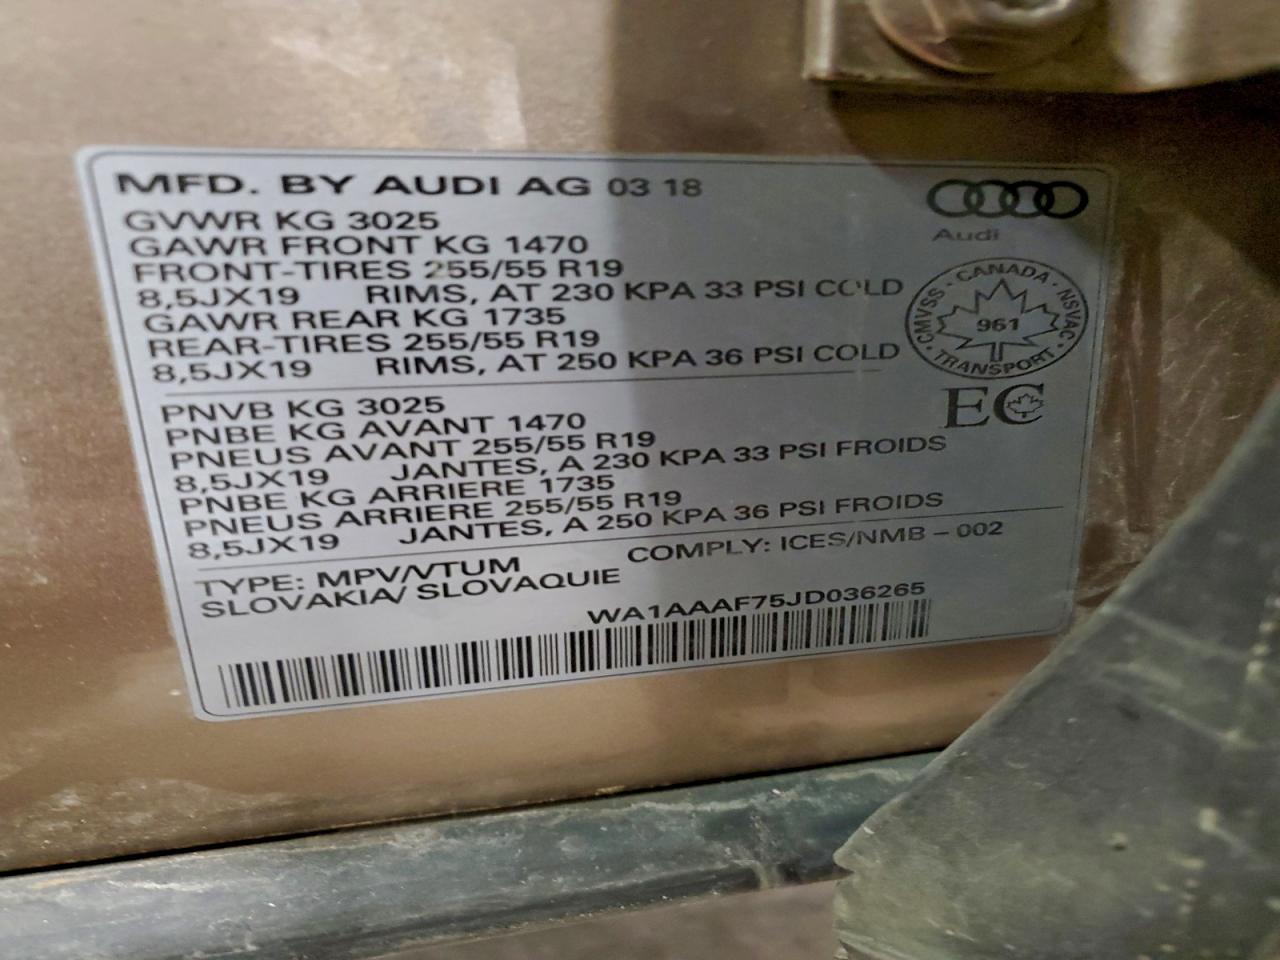 MFD. BY AUDI AG 03 18
Audi
GVWR KG 3025
GAWR FRONT KG 1470
FRONT-TIRES 255/55 R19
8,5JX19 RIMS, AT 230 KPA 33 PSI COLD
GAWR REAR KG 1735
REAR-TIRES 255/55 R19
8,5JX19 RIMS, AT 250 KPA 36 PSI COLD
CMVSS · CANADA · NSVAC · TRANSPORT ·
961
EC
PNVB KG 3025
PNBE KG AVANT 1470
PNEUS AVANT 255/55 R19
8,5JX19 JANTES, A 230 KPA 33 PSI FROIDS
PNBE KG ARRIERE 1735
PNEUS ARRIERE 255/55 R19
8,5JX19 JANTES, A 250 KPA 36 PSI FROIDS
TYPE: MPV/VTUM COMPLY: ICES/NMB - 002
SLOVAKIA/ SLOVAQUIE
WA1AAAF75JD036265